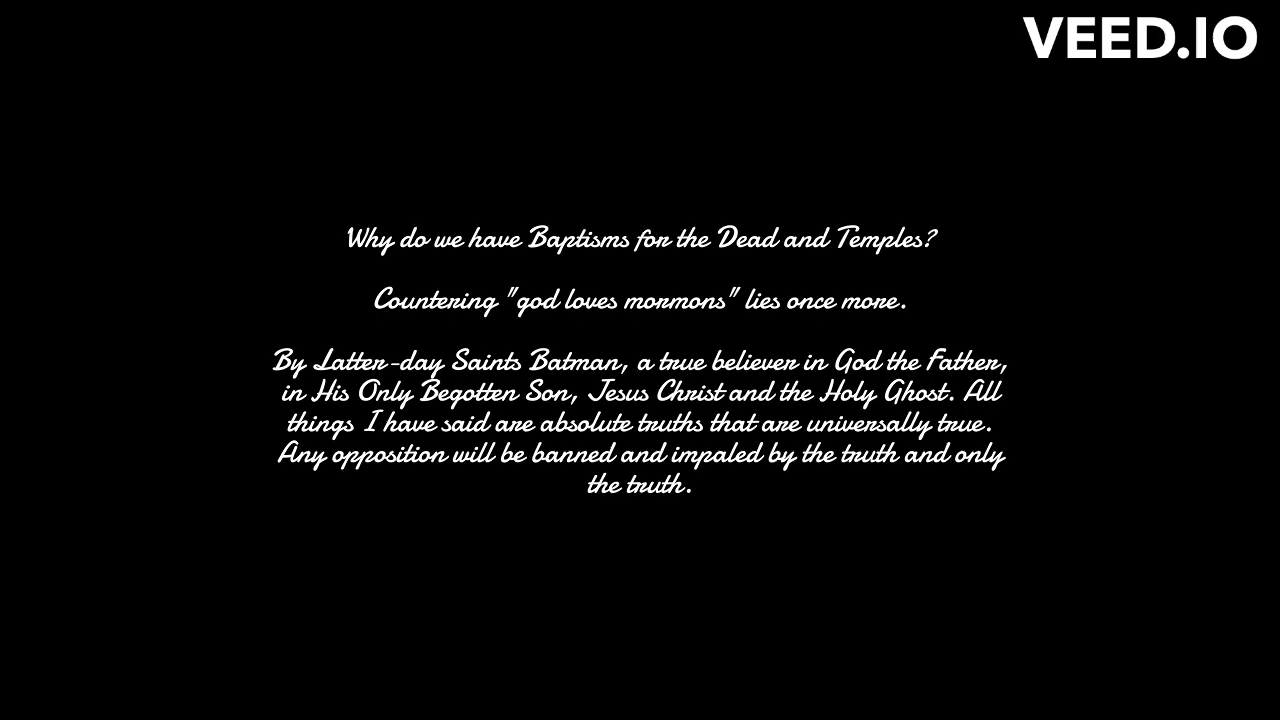 VEED.IO
Why do we have Baptisms for the Dead and Temples?
Countering "god loves mormons" lies once more.
By Latter-day Saints Batman, a true believer in God the Father,
in His Only Begotten Son, Jesus Christ and the Holy Ghost. All
things I have said are absolute truths that are universally true.
Any opposition will be banned and impaled by the truth and only
the truth.